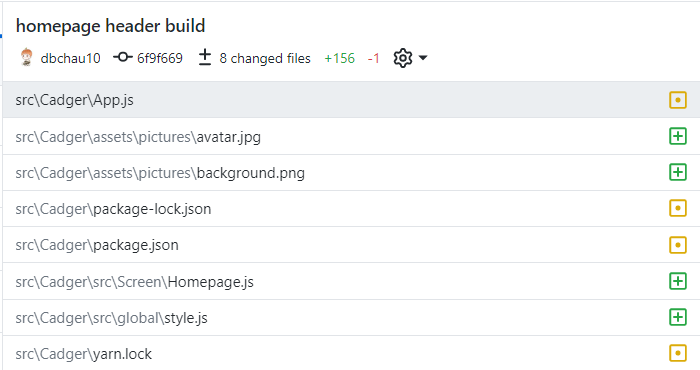 homepage header build
dbchau10 6f9f669 8 changed files +156 -1
src\Cadger\App.js
src\Cadger\assets\pictures\avatar.jpg
src\Cadger\assets\pictures\background.png
src\Cadger\package-lock.json
src\Cadger\package.json
src\Cadger\src\Screen\Homepage.js
src\Cadger\src\global\style.js
src\Cadger\yarn.lock